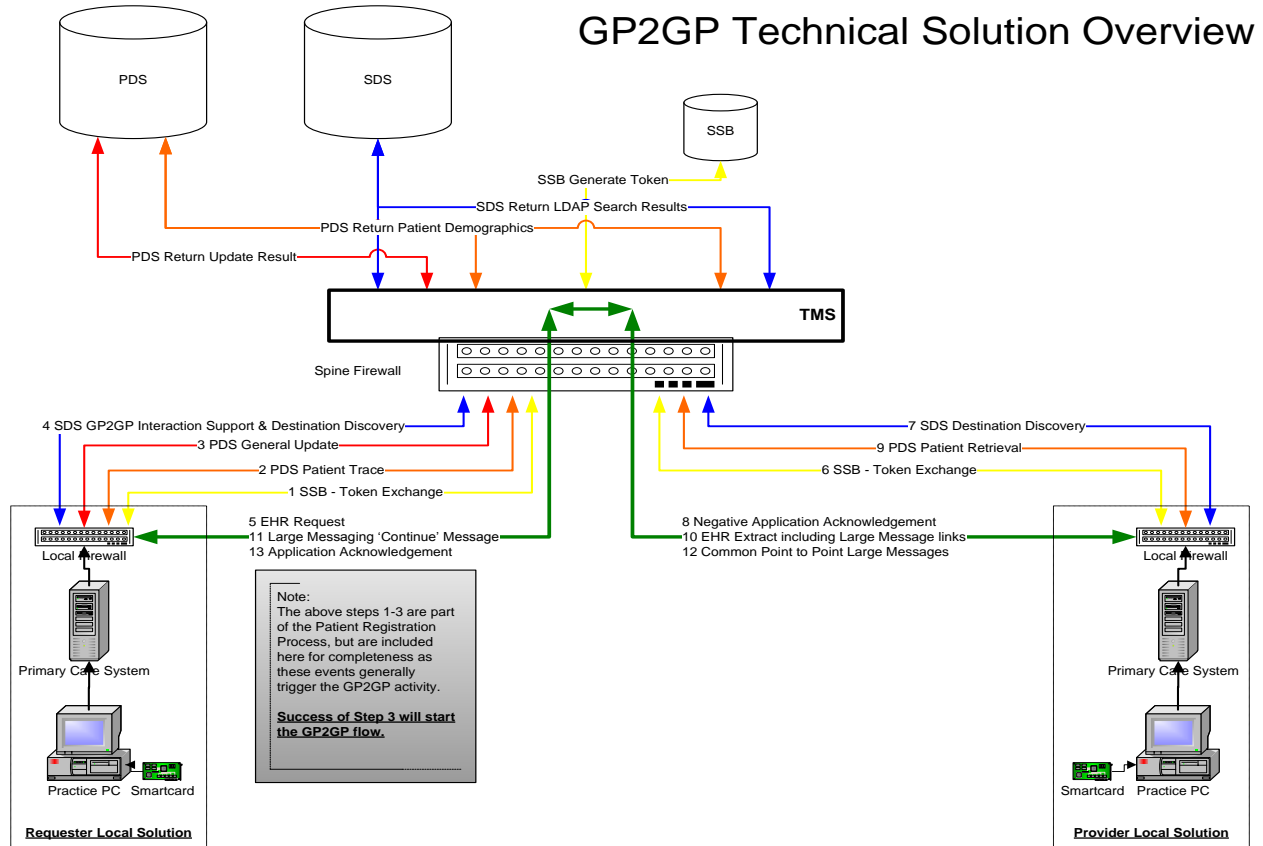 GP2GP Technical Solution Overview
PDS
SDS
SSB
SSB Generate Token
SDS Return LDAP Search Results
PDS Return Patient Demographics
PDS Return Update Result
TMS
Spine Firewall
4 SDS GP2GP Interaction Support & Destination Discovery
3 PDS General Update
2 PDS Patient Trace
1 SSB - Token Exchange
7 SDS Destination Discovery
9 PDS Patient Retrieval
6 SSB - Token Exchange
5 EHR Request
11 Large Messaging ‘Continue’ Message
13 Application Acknowledgement
8 Negative Application Acknowledgement
10 EHR Extract including Large Message links
12 Common Point to Point Large Messages
Local Firewall
Primary Care System
Practice PC
Smartcard
Requester Local Solution
Note:
The above steps 1-3 are part
of the Patient Registration
Process, but are included
here for completeness as
these events generally
trigger the GP2GP activity.
Success of Step 3 will start
the GP2GP flow.
Local Firewall
Primary Care System
Smartcard
Practice PC
Provider Local Solution